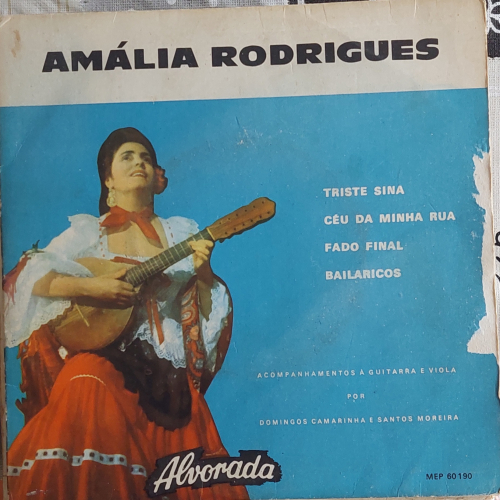 AMÁLIA RODRIGUES
TRISTE SINA
CÉU DA MINHA RUA
FADO FINAL
BAILARICOS
ACOMPANHAMENTOS À GUITARRA E VIOLA
POR
DOMINGOS CAMARINHA E SANTOS MOREIRA
Alvorada
MEP 60190